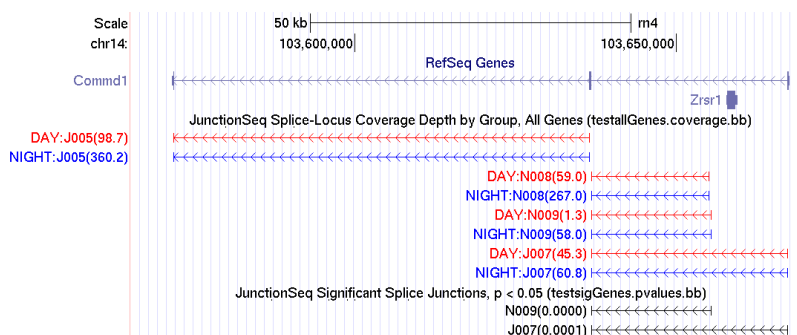 Scale 50 kb rn4
chr14: 103,600,000 103,650,000
RefSeq Genes
Commd1
Zrsr1
JunctionSeq Splice-Locus Coverage Depth by Group, All Genes (testallGenes.coverage.bb)
DAY:J005(98.7)
NIGHT:J005(360.2)
DAY:N008(59.0)
NIGHT:N008(267.0)
DAY:N009(1.3)
NIGHT:N009(58.0)
DAY:J007(45.3)
NIGHT:J007(60.8)
JunctionSeq Significant Splice Junctions, p < 0.05 (testsigGenes.pvalues.bb)
N009(0.0000)
J007(0.0001)